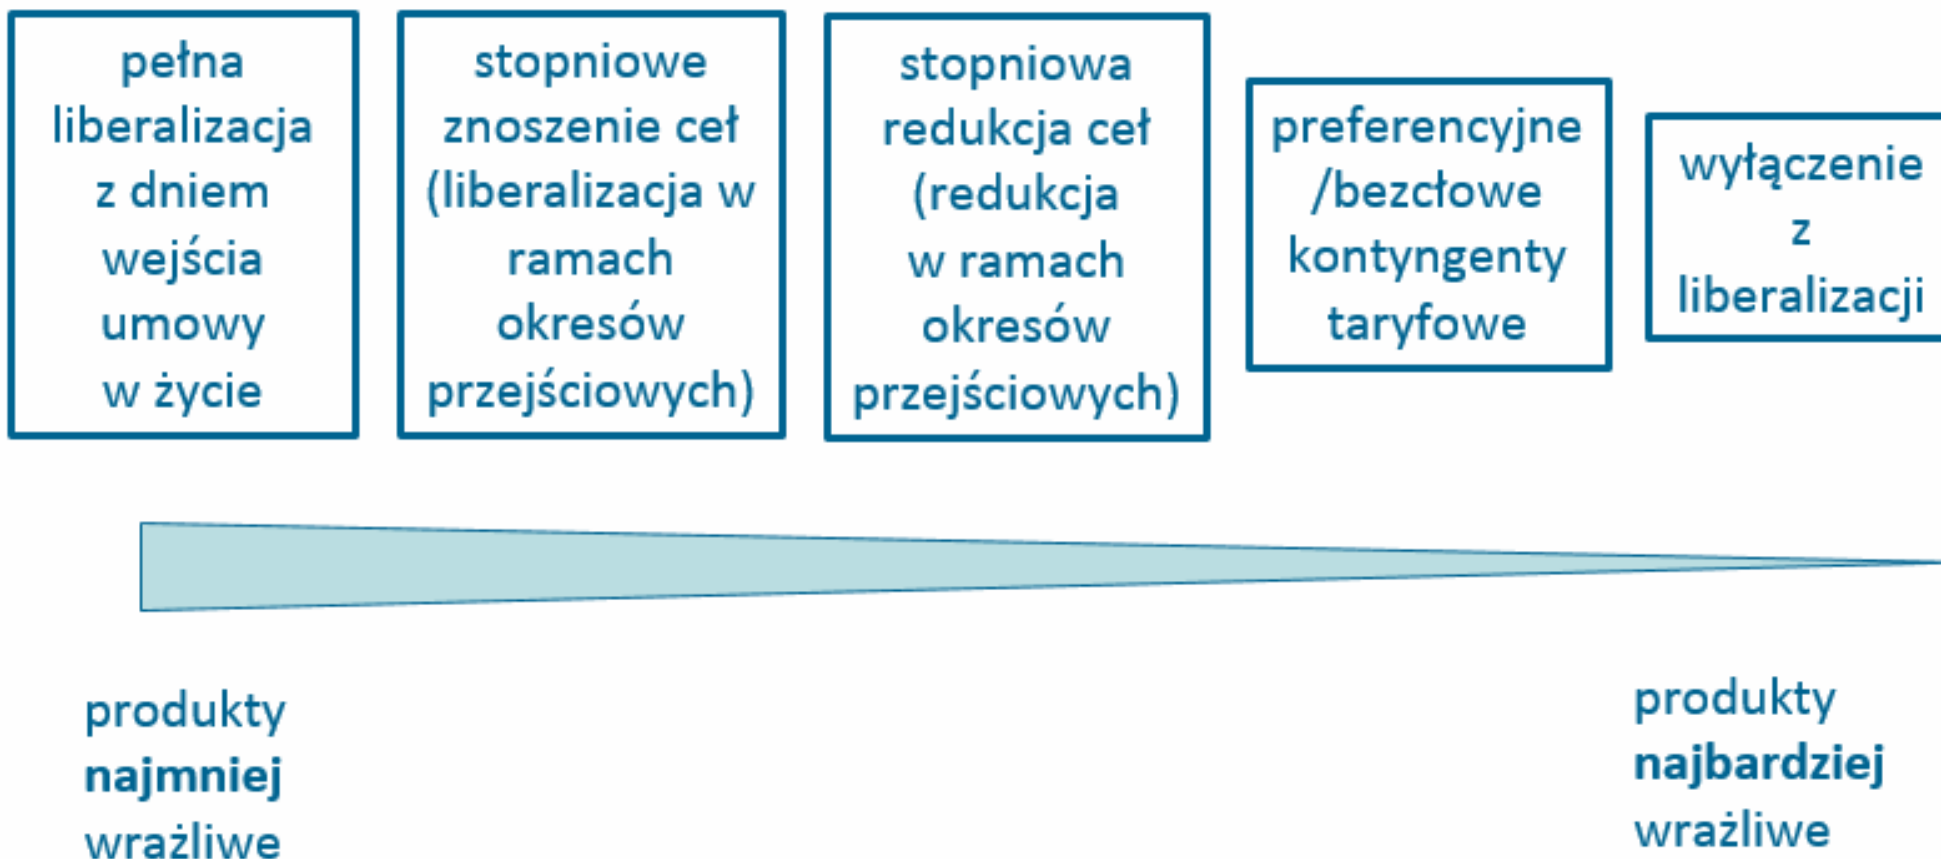 pełna
liberalizacja
z dniem
wejścia
umowy
w życie
stopniowe
znoszenie ceł
(liberalizacja w
ramach
okresów
przejściowych)
stopniowa
redukcja ceł
(redukcja
w ramach
okresów
przejściowych)
preferencyjne
/bezcłowe
kontyngenty
taryfowe
wyłączenie
z
liberalizacji
produkty
najmniej
wrażliwe
produkty
najbardziej
wrażliwe